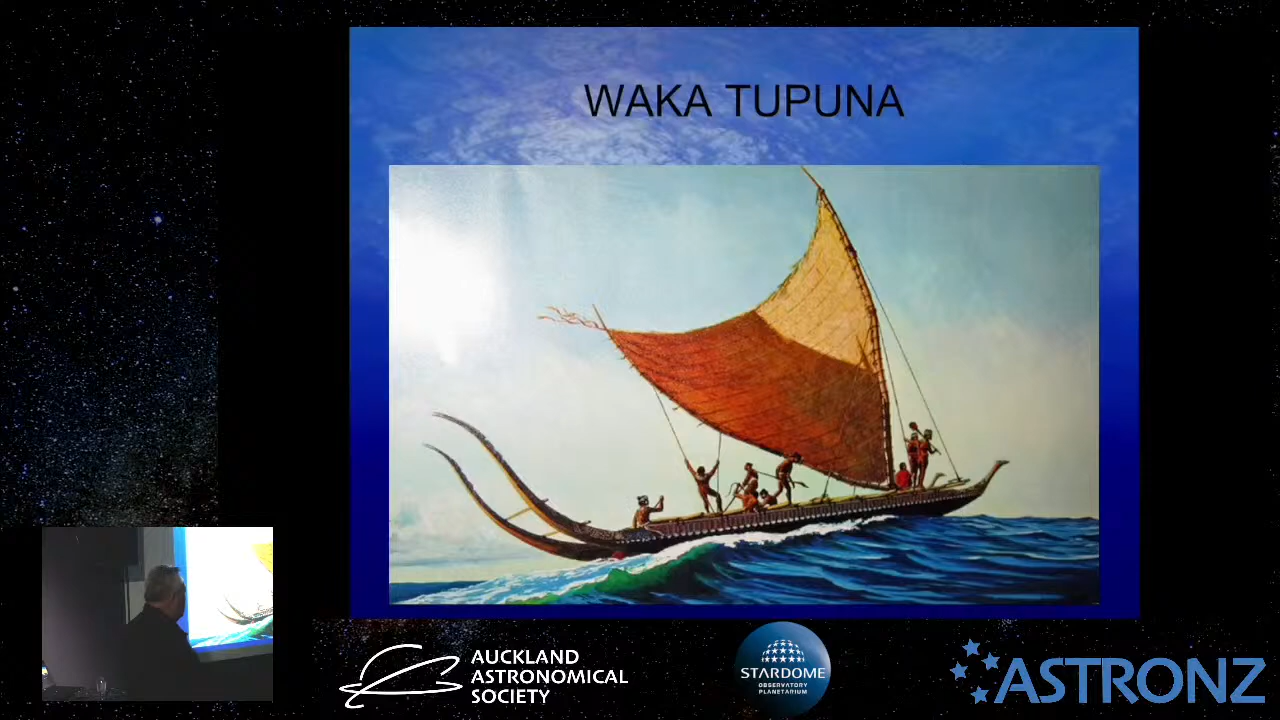 WAKA TUPUNA
AUCKLAND
ASTRONOMICAL
SOCIETY
STARDOME
OBSERVATORY
PLANETARIUM
ASTRONZ